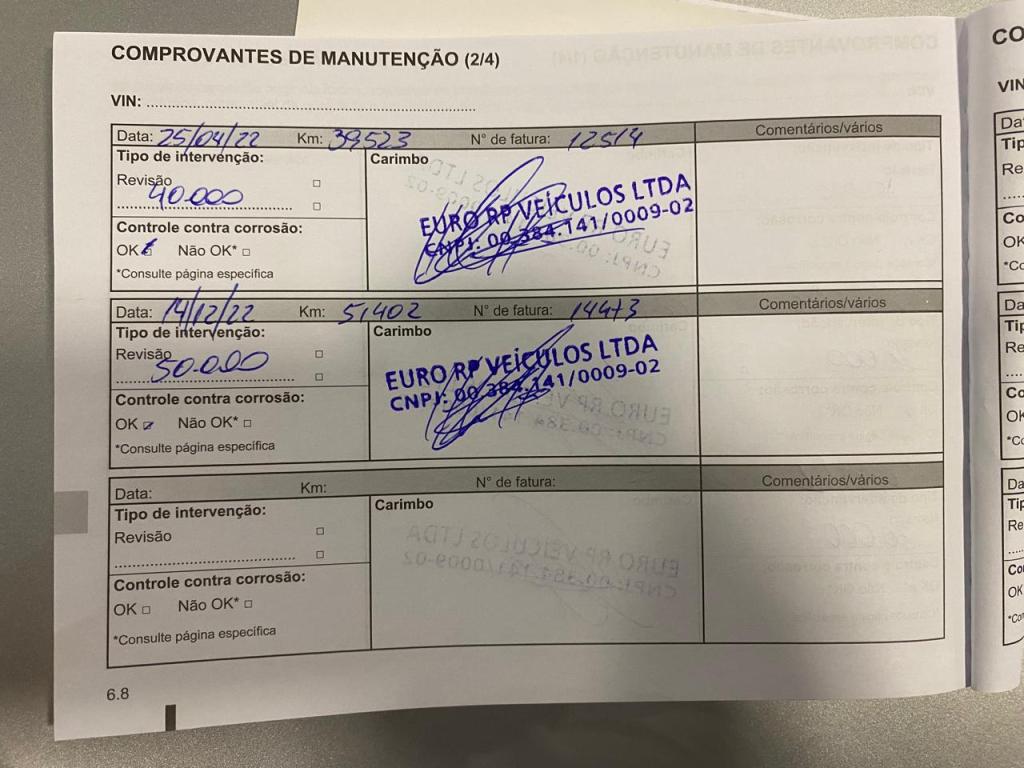 COMPROVANTES DE MANUTENÇÃO (2/4)
VIN: ........................................................................
Data: 25/04/22 Km: 39523 N° de fatura: 12514 Comentários/vários
Tipo de intervenção: Carimbo
Revisão □
40.000 □
EURO RP VEÍCULOS LTDA
CNPJ: 00.384.141/0009-02
Controle contra corrosão:
OK ☑ Não OK* □
*Consulte página específica
Data: 14/12/22 Km: 51402 N° de fatura: 14473 Comentários/vários
Tipo de intervenção: Carimbo
Revisão □
50.000 □
EURO RP VEÍCULOS LTDA
CNPJ: 00.384.141/0009-02
Controle contra corrosão:
OK ☑ Não OK* □
*Consulte página específica
Data: Km: N° de fatura: Comentários/vários
Tipo de intervenção: Carimbo
Revisão □
............................................... □
Controle contra corrosão:
OK □ Não OK* □
*Consulte página específica
6.8